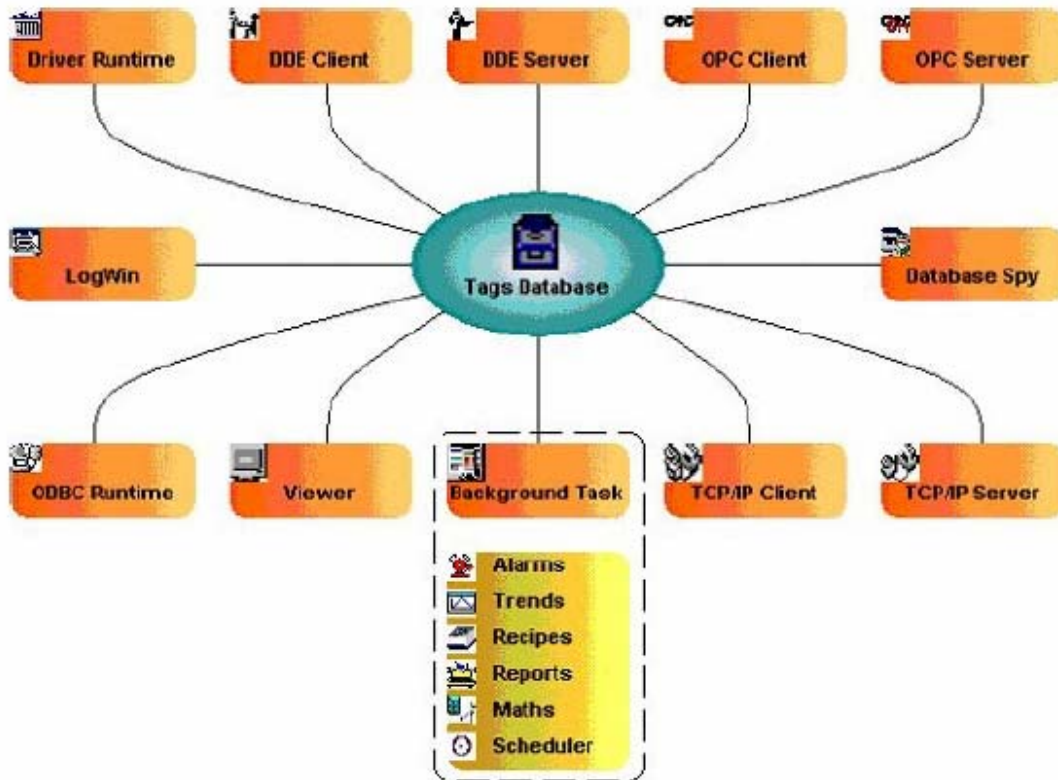 Driver Runtime
DDE Client
DDE Server
OPC Client
OPC Server
LogWin
Tags Database
Database Spy
ODBC Runtime
Viewer
Background Task
TCP/IP Client
TCP/IP Server
Alarms
Trends
Recipes
Reports
Maths
Scheduler